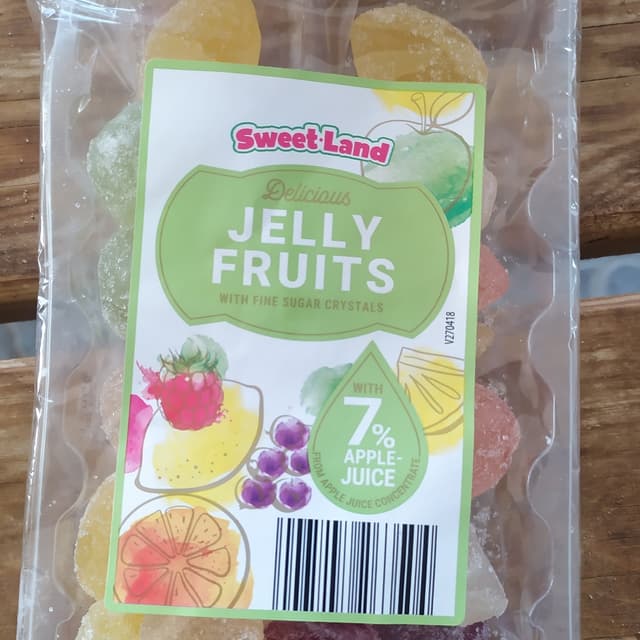 Sweet Land
Delicious
JELLY
FRUITS
WITH FINE SUGAR CRYSTALS
V270418
WITH
7%
APPLE-
JUICE
FROM APPLE JUICE CONCENTRATE